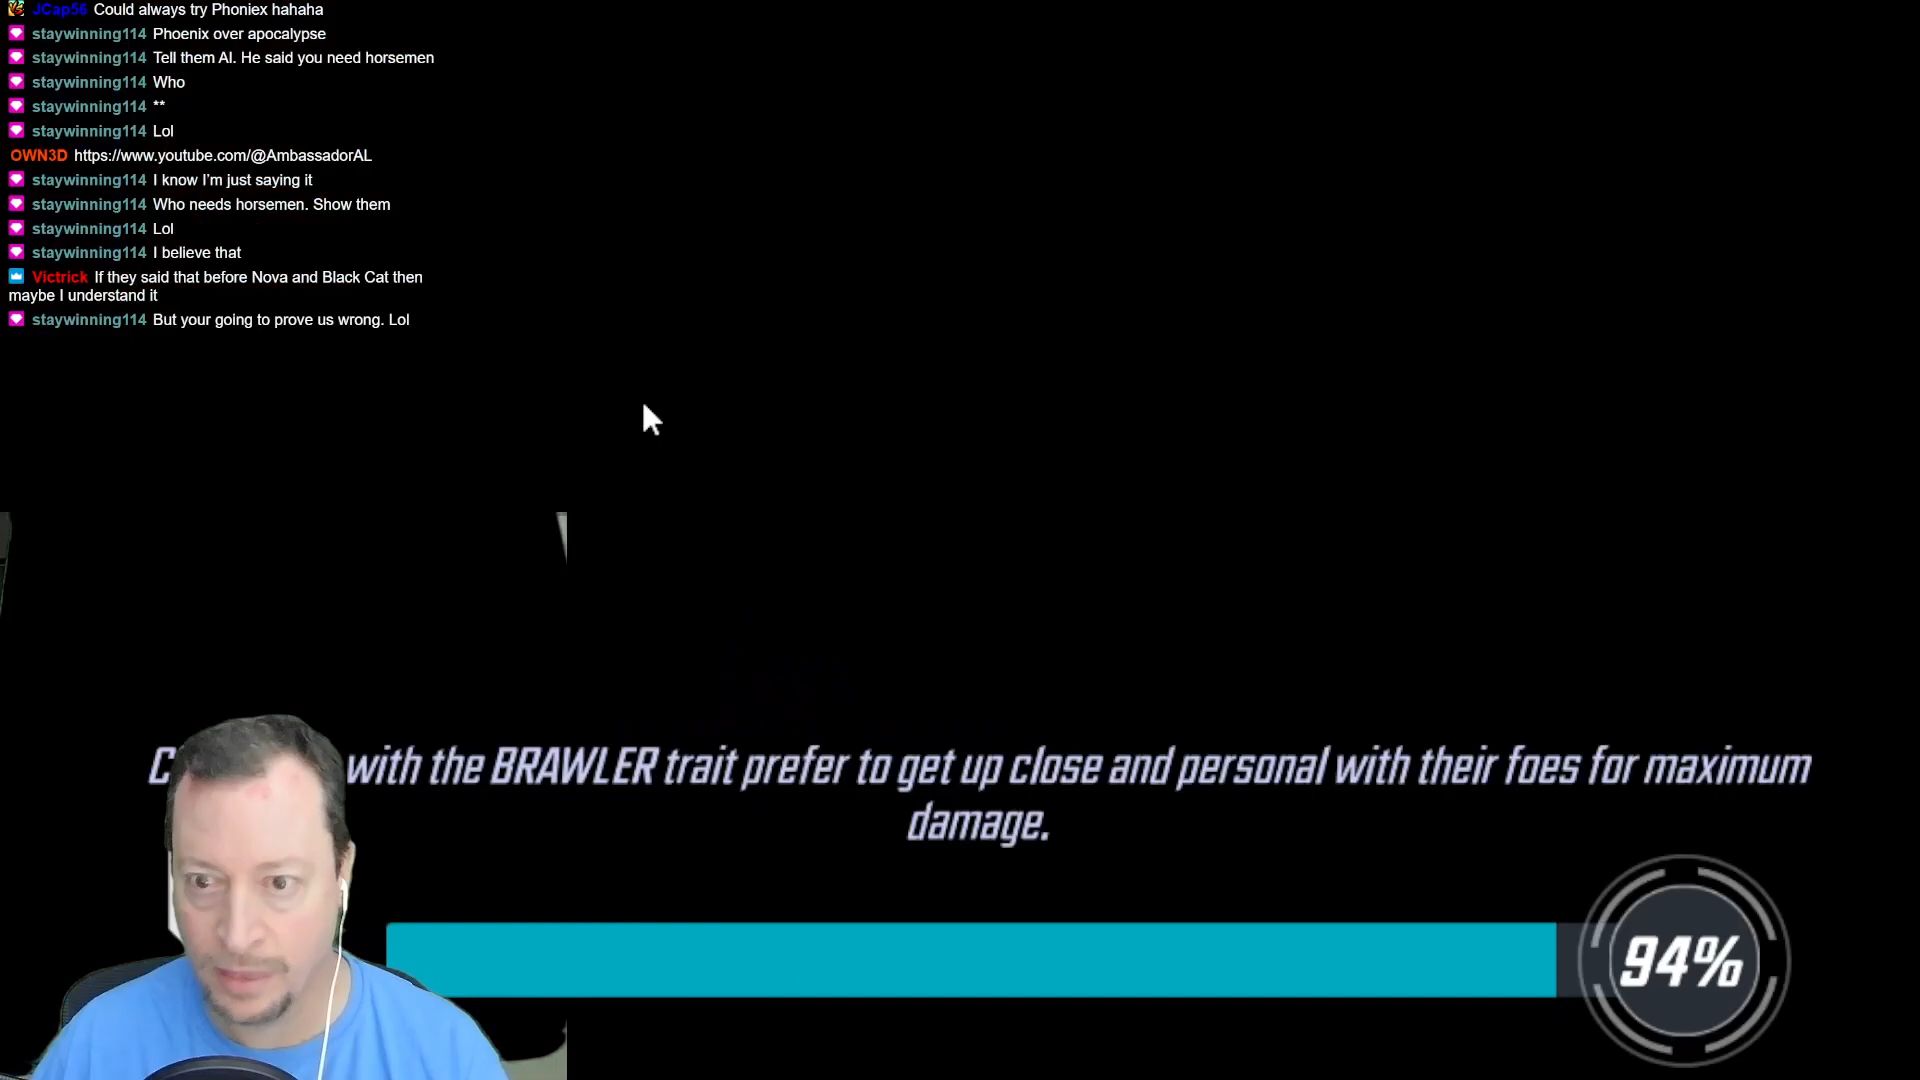 JCap56 Could always try Phoniex hahaha
staywinning114 Phoenix over apocalypse
staywinning114 Tell them AI. He said you need horsemen
staywinning114 Who
staywinning114 **
staywinning114 Lol
OWN3D https://www.youtube.com/@AmbassadorAL
staywinning114 I know I'm just saying it
staywinning114 Who needs horsemen. Show them
staywinning114 Lol
staywinning114 I believe that
Victrick If they said that before Nova and Black Cat then
maybe I understand it
staywinning114 But your going to prove us wrong. Lol
with the BRAWLER trait prefer to get up close and personal with their foes for maximum
damage.
94%